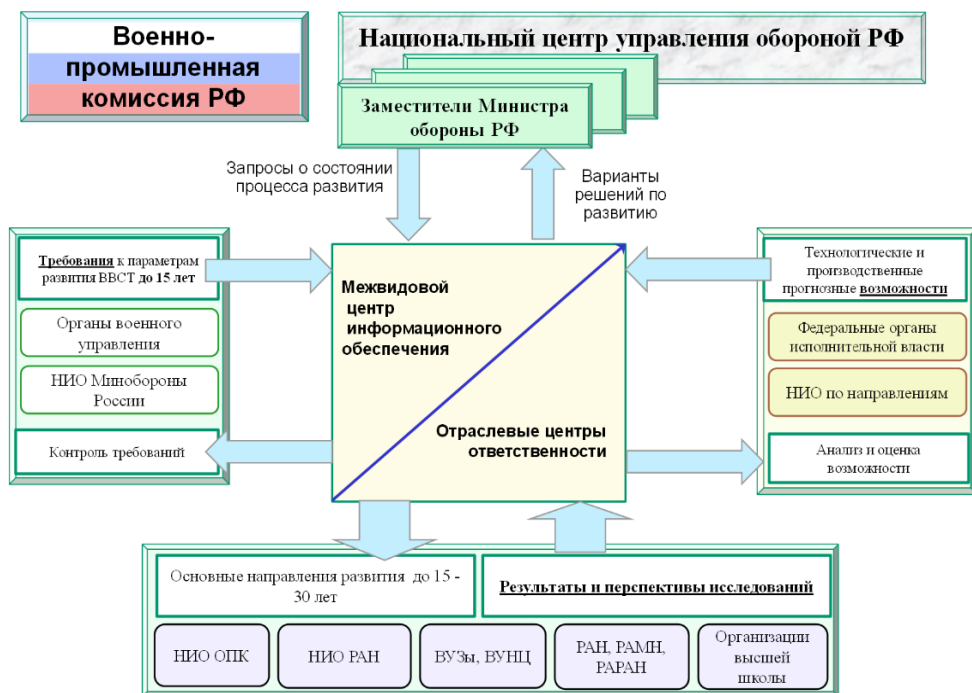 Военно-
промышленная
комиссия РФ
Национальный центр управления обороной РФ
Заместители Министра
обороны РФ
Запросы о состоянии
процесса развития
Варианты
решений по
развитию
Требования к параметрам
развития ВВСТ до 15 лет
Органы военного
управления
НИО Минобороны
России
Контроль требований
Межвидовой
центр
информационного
обеспечения
Отраслевые центры
ответственности
Технологические и
производственные
прогнозные возможности
Федеральные органы
исполнительной власти
НИО по направлениям
Анализ и оценка
возможности
Основные направления развития до 15 -
30 лет
Результаты и перспективы исследований
НИО ОПК
НИО РАН
ВУЗы, ВУНЦ
РАН, РАМН,
РАРАН
Организации
высшей
школы